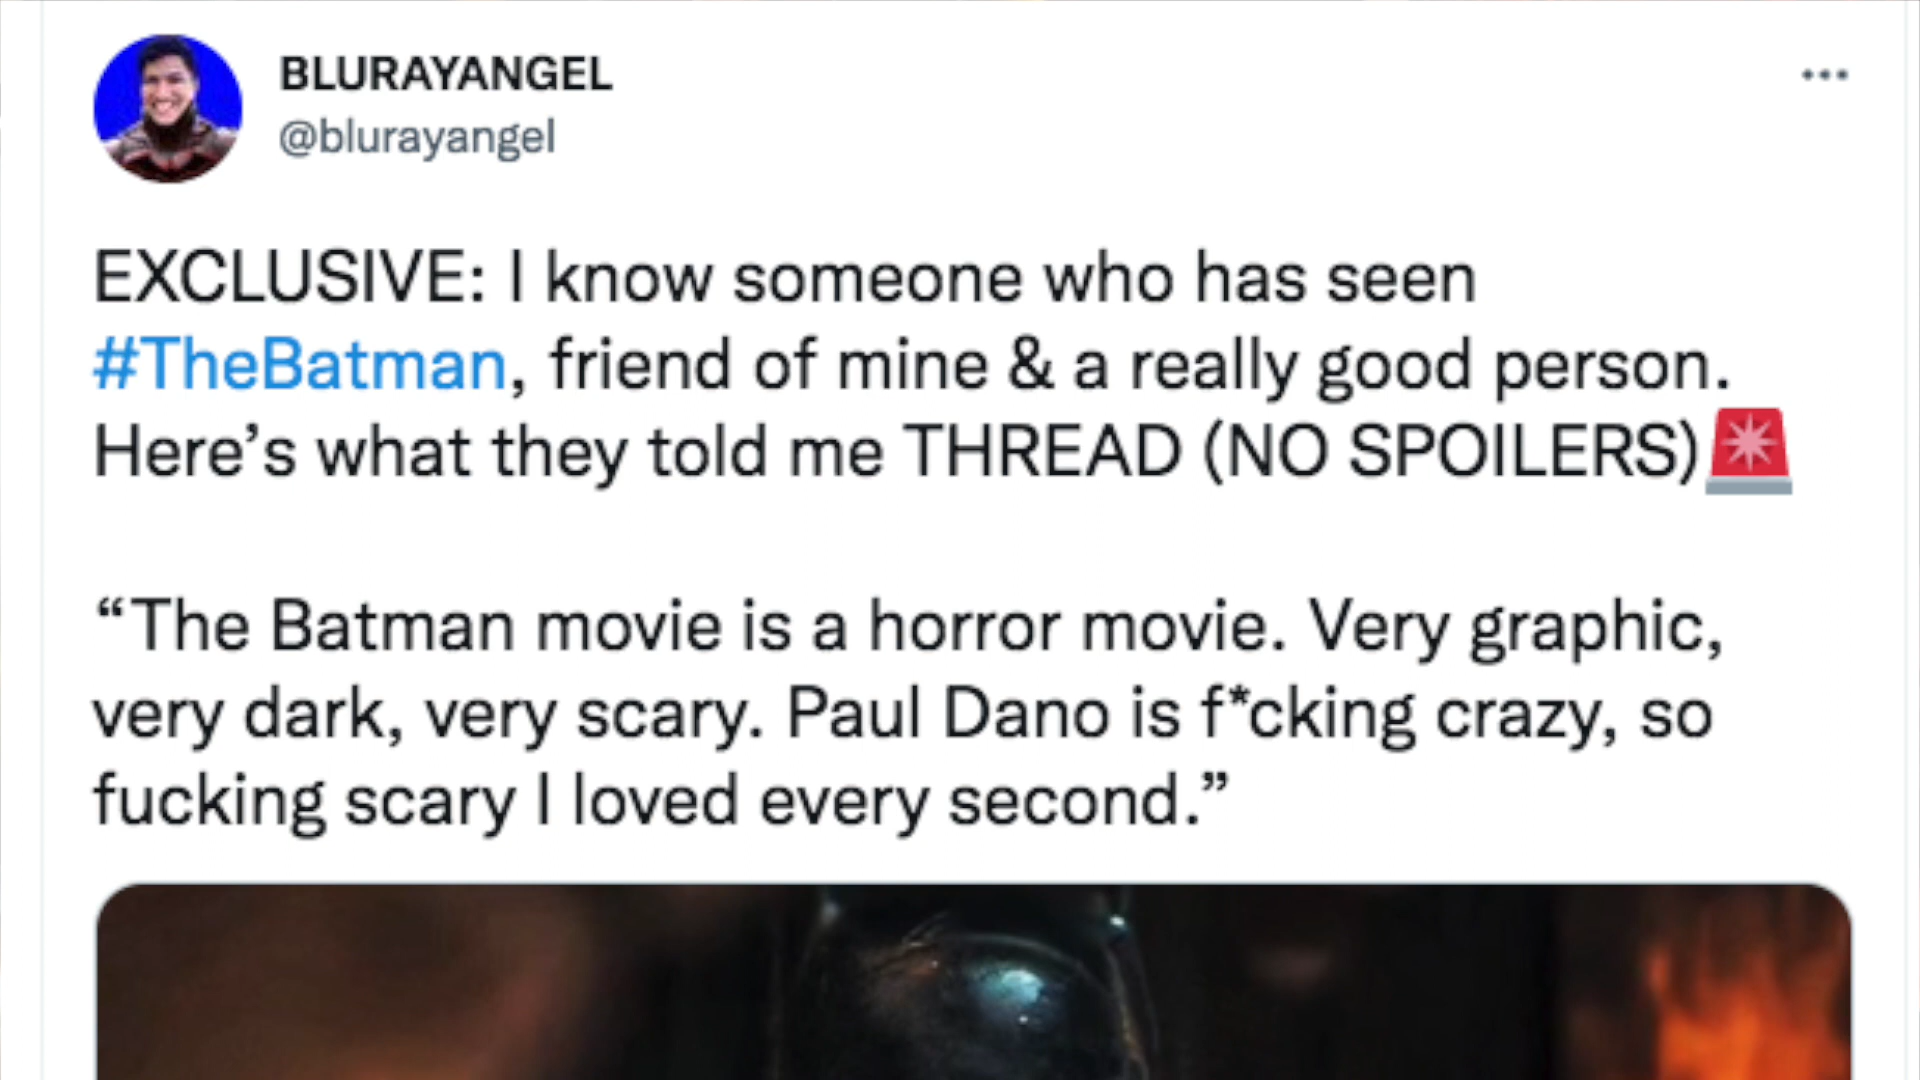 BLURAYANGEL
@blurayangel
EXCLUSIVE: I know someone who has seen
#TheBatman, friend of mine & a really good person.
Here’s what they told me THREAD (NO SPOILERS)🚨
“The Batman movie is a horror movie. Very graphic,
very dark, very scary. Paul Dano is f*cking crazy, so
fucking scary I loved every second.”